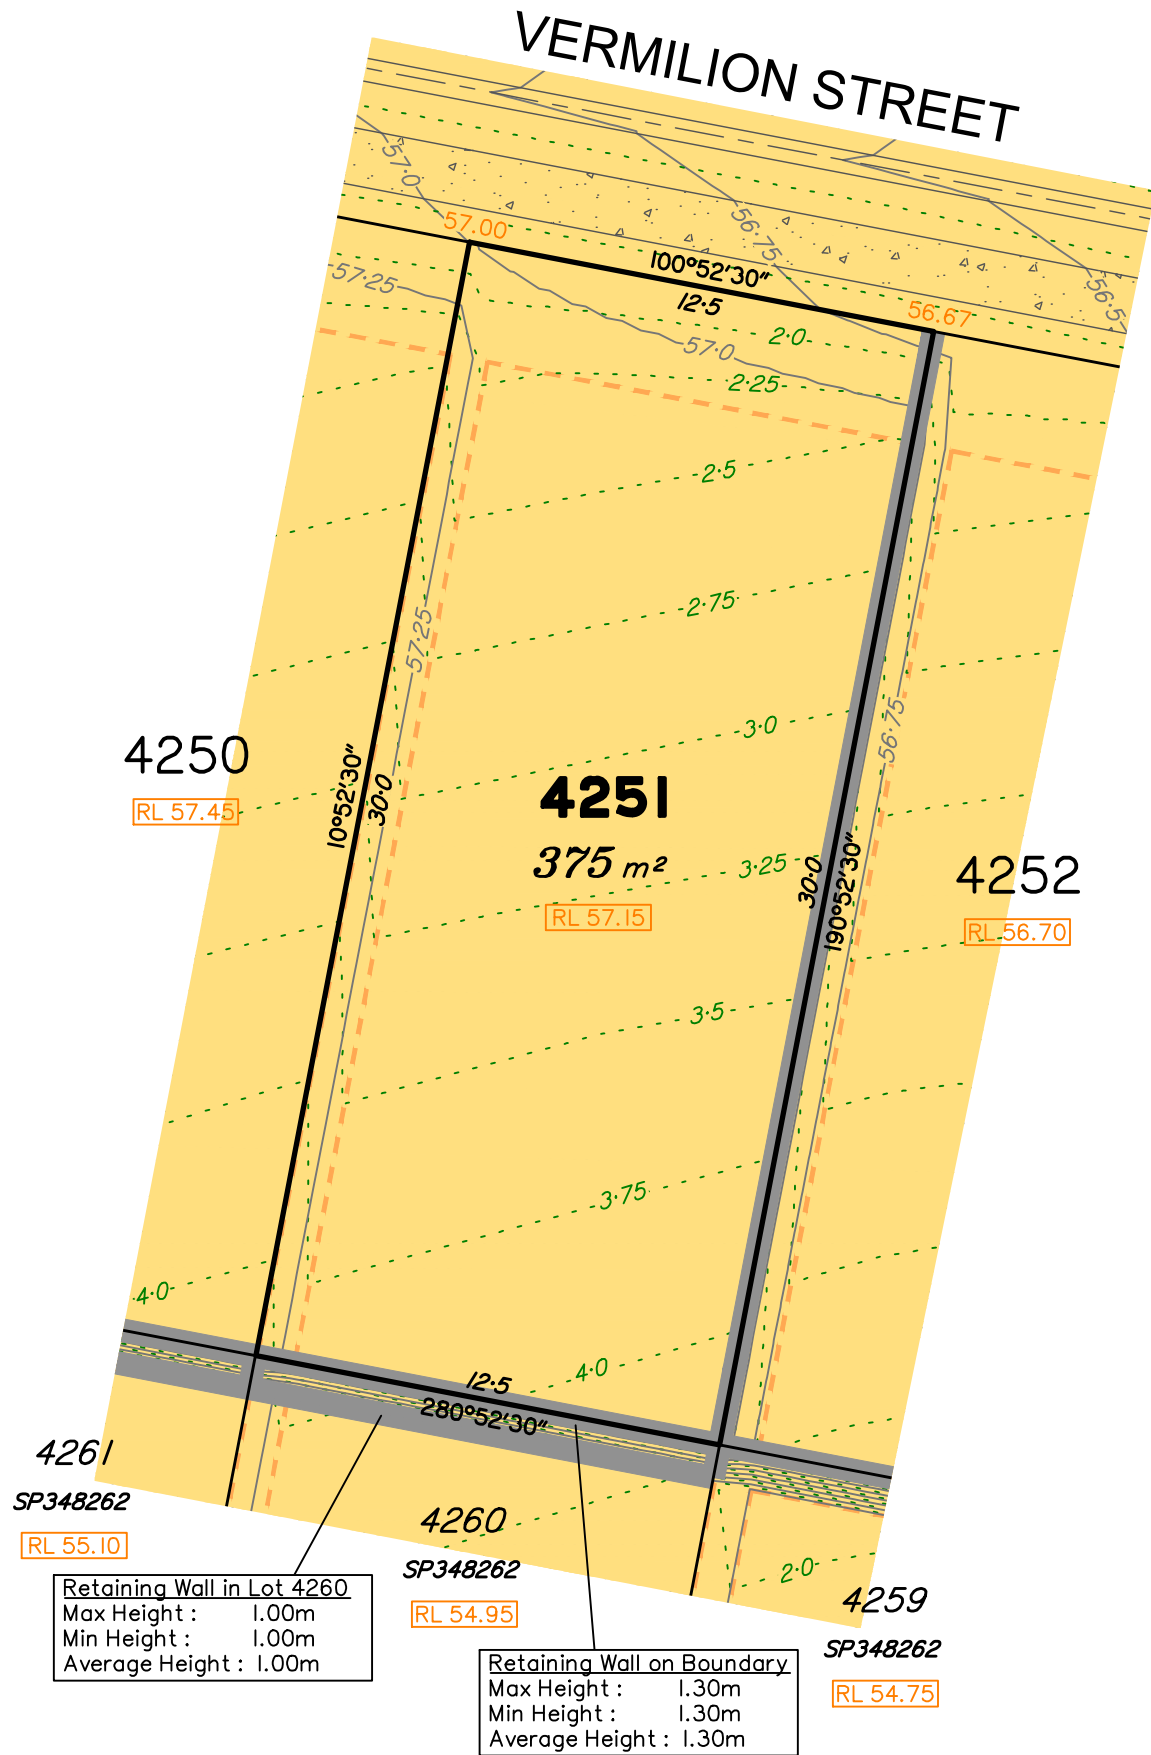 VERMILION STREET
57.0
57.00
56.75
100°52'30"
12.5
57.25
56.5
56.67
2.0
57.0
2.25
2.5
2.75
57.25
3.0
56.75
4250
RL 57.45
10°52'30"
30.0
4251
375 m²
RL 57.15
3.25
30.0
190°52'30"
4252
RL 56.70
3.5
3.75
4.0
4.0
12.5
280°52'30"
4261
SP348262
RL 55.10
4260
SP348262
RL 54.95
2.0
4259
SP348262
RL 54.75
Retaining Wall in Lot 4260
Max Height : 1.00m
Min Height : 1.00m
Average Height : 1.00m
Retaining Wall on Boundary
Max Height : 1.30m
Min Height : 1.30m
Average Height : 1.30m